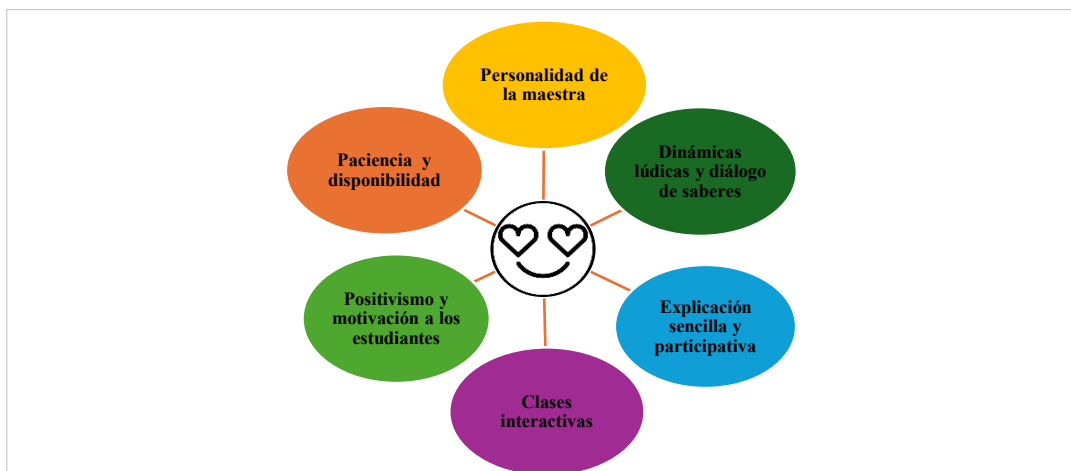 Personalidad de
la maestra
Dinámicas
lúdicas y diálogo
de saberes
Explicación
sencilla y
participativa
Clases
interactivas
Positivismo y
motivación a los
estudiantes
Paciencia y
disponibilidad